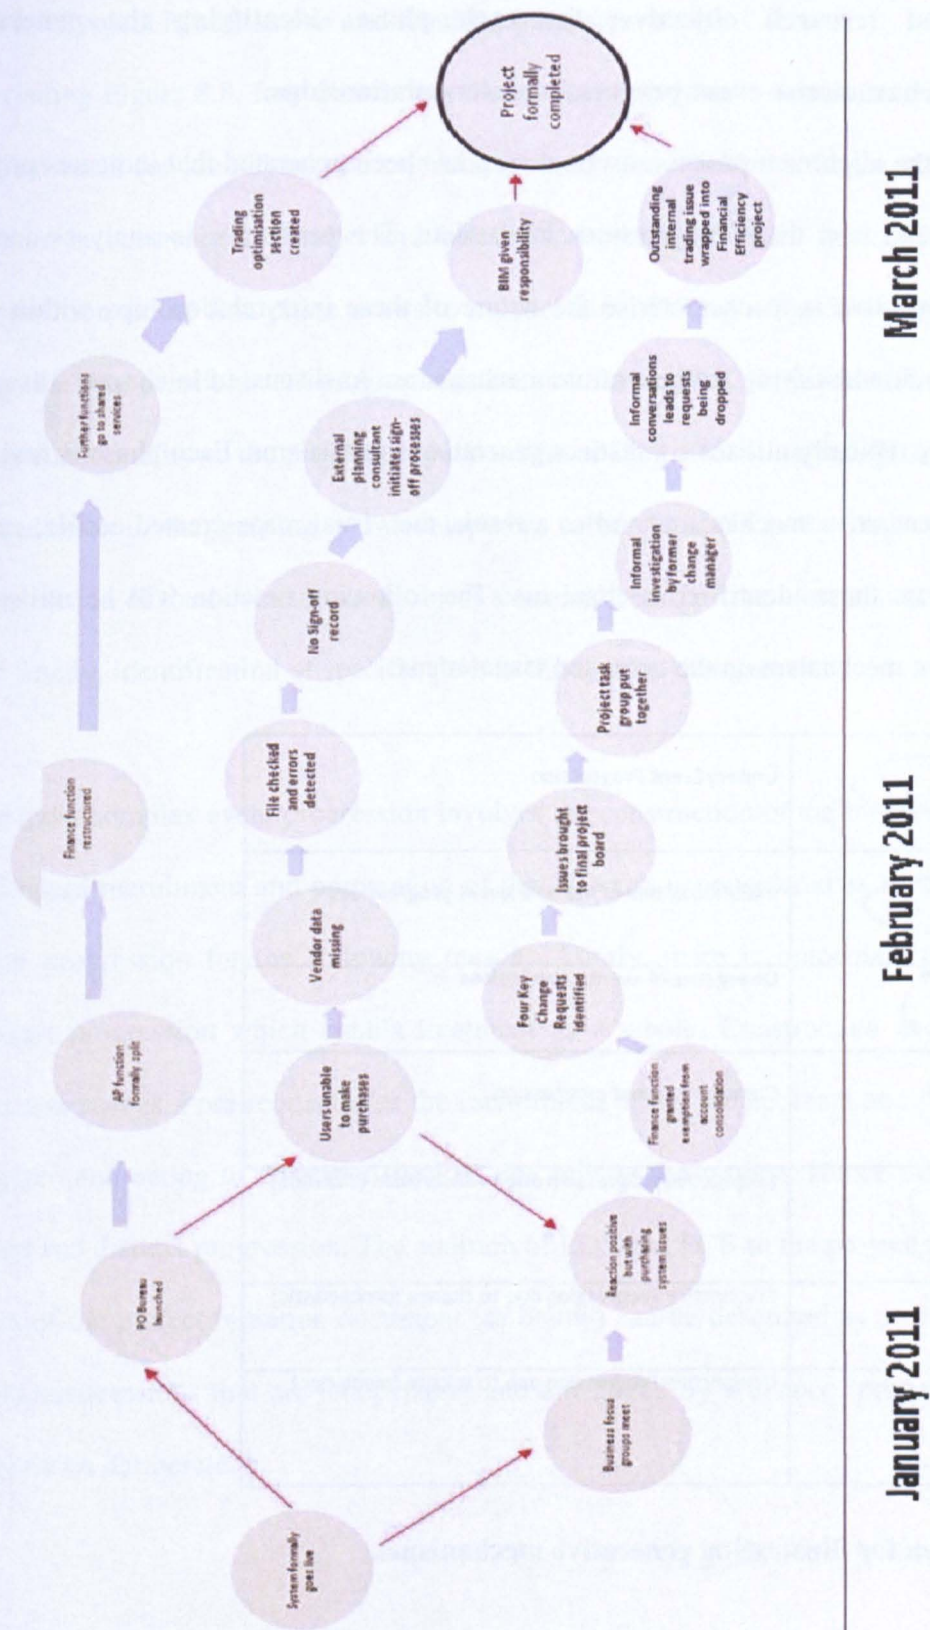 System formally
goes live
PO Bureau
launched
AP function
formally split
Finance function
restructured
Further functions
go to shared
services
Trading
optimisation
section
created
Users unable
to make
purchases
Vendor data
missing
File checked
and errors
detected
No Sign-off
record
External
planning
consultant
initiates sign-
off processes
BIM given
responsibility
Business focus
groups meet
Reaction positive
but with
purchasing
system issues
Finance function
granted
exemption from
account
consolidation
Four Key
Change
Requests
identified
Issues brought
to final project
board
Project task
group put
together
Informal
investigation
by former
change
manager
Informal
conversations
leads to
requests
being
dropped
Outstanding
internal
trading issue
wrapped into
Financial
Efficiency
project
Project
formally
completed
January 2011
February 2011
March 2011